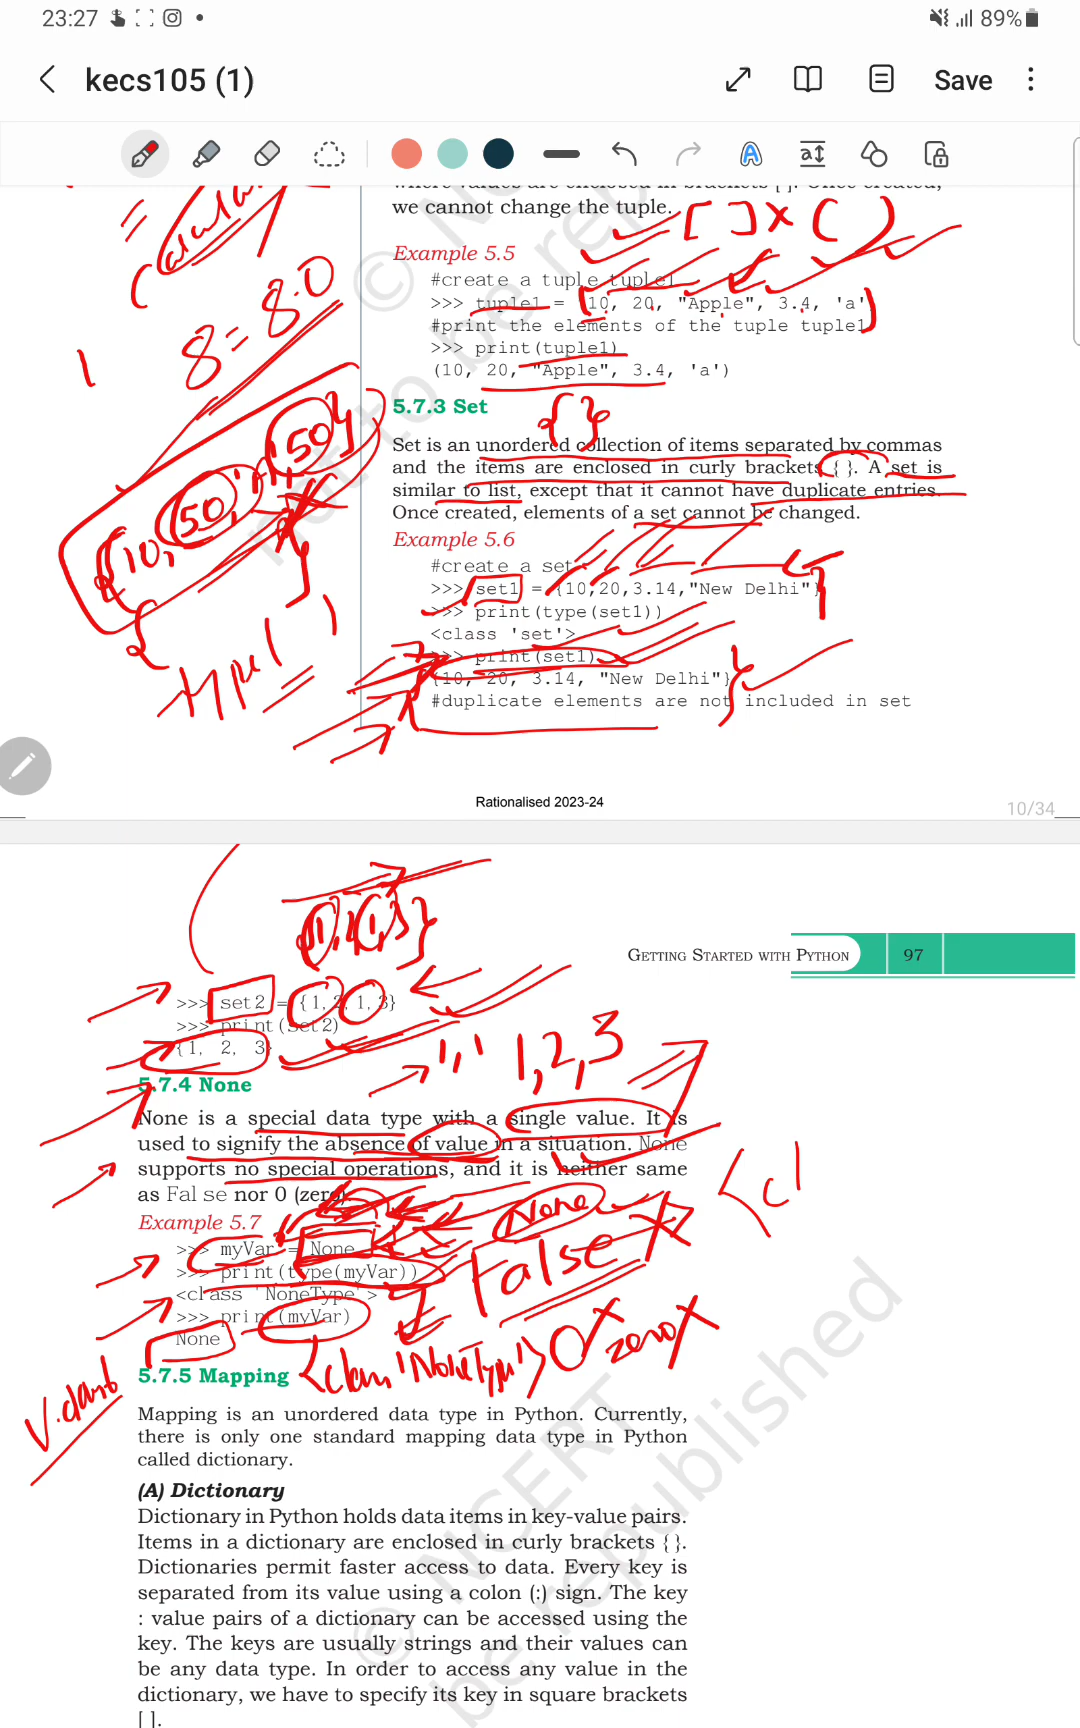 23:27
89%
kecs105 (1)
Save
we cannot change the tuple.
[ ] x ( )
Example 5.5
#create a tuple tuple1
>>> tuple1 = (10, 20, "Apple", 3.4, 'a')
#print the elements of the tuple tuple1
>>> print(tuple1)
(10, 20, "Apple", 3.4, 'a')
8 = 8.0
5.7.3 Set
{ }
Set is an unordered collection of items separated by commas
and the items are enclosed in curly brackets { }. A set is
similar to list, except that it cannot have duplicate entries.
Once created, elements of a set cannot be changed.
Example 5.6
#create a set
>>> set1 = {10,20,3.14,"New Delhi"}
>>> print(type(set1))
<class 'set'>
>>> print(set1)
{10, 20, 3.14, "New Delhi"}
#duplicate elements are not included in set
{10, 50, 50}
type1
Rationalised 2023-24
10/34
GETTING STARTED WITH PYTHON 97
>>> set2 = {1,2,1,3}
>>> print(set2)
{1, 2, 3}
1,2,3
5.7.4 None
None is a special data type with a single value. It is
used to signify the absence of value in a situation. None
supports no special operations, and it is neither same
as False nor 0 (zero).
Example 5.7
None
>>> myVar = None
False
>>> print(type(myVar))
<class 'NoneType'>
>>> print(myVar)
None
<class 'NoneType'> 0 x zero x
5.7.5 Mapping
Mapping is an unordered data type in Python. Currently,
there is only one standard mapping data type in Python
called dictionary.
(A) Dictionary
Dictionary in Python holds data items in key-value pairs.
Items in a dictionary are enclosed in curly brackets { }.
Dictionaries permit faster access to data. Every key is
separated from its value using a colon (:) sign. The key
: value pairs of a dictionary can be accessed using the
key. The keys are usually strings and their values can
be any data type. In order to access any value in the
dictionary, we have to specify its key in square brackets
[ ].
© NCERT
be republished